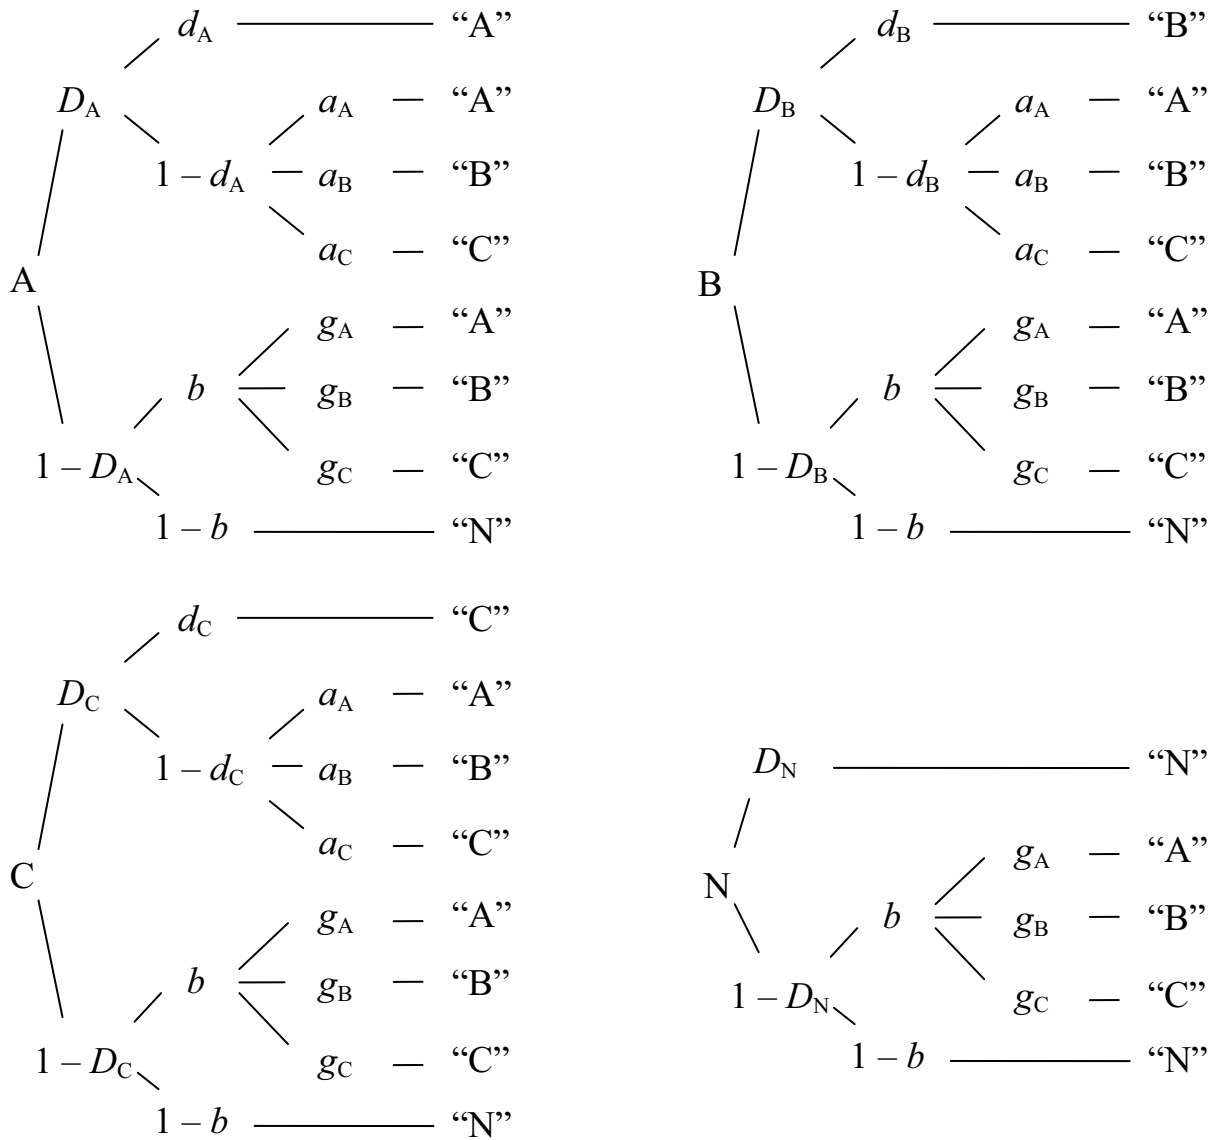 d_A “A” d_B “B”
D_A a_A “A” D_B a_A “A”
1 – d_A a_B “B” 1 – d_B a_B “B”
a_C “C” a_C “C”
A B
g_A “A” g_A “A”
b g_B “B” b g_B “B”
1 – D_A g_C “C” 1 – D_B g_C “C”
1 – b “N” 1 – b “N”
d_C “C”
D_C a_A “A”
1 – d_C a_B “B” D_N “N”
a_C “C” g_A “A”
C N
g_A “A” b g_B “B”
b g_B “B” 1 – D_N g_C “C”
1 – D_C g_C “C” 1 – b “N”
1 – b “N”